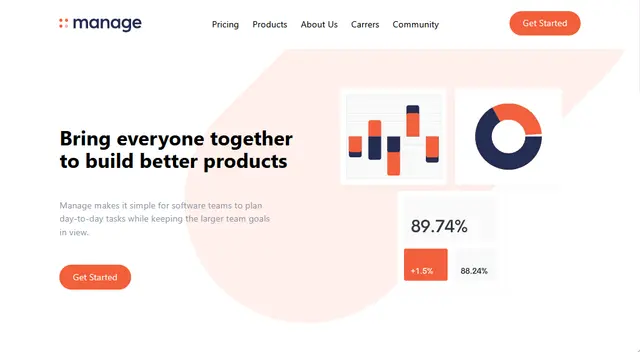 manage
Pricing Products About Us Carrers Community
Get Started
Bring everyone together
to build better products
Manage makes it simple for software teams to plan
day-to-day tasks while keeping the larger team goals
in view.
Get Started
89.74%
+1.5% 88.24%